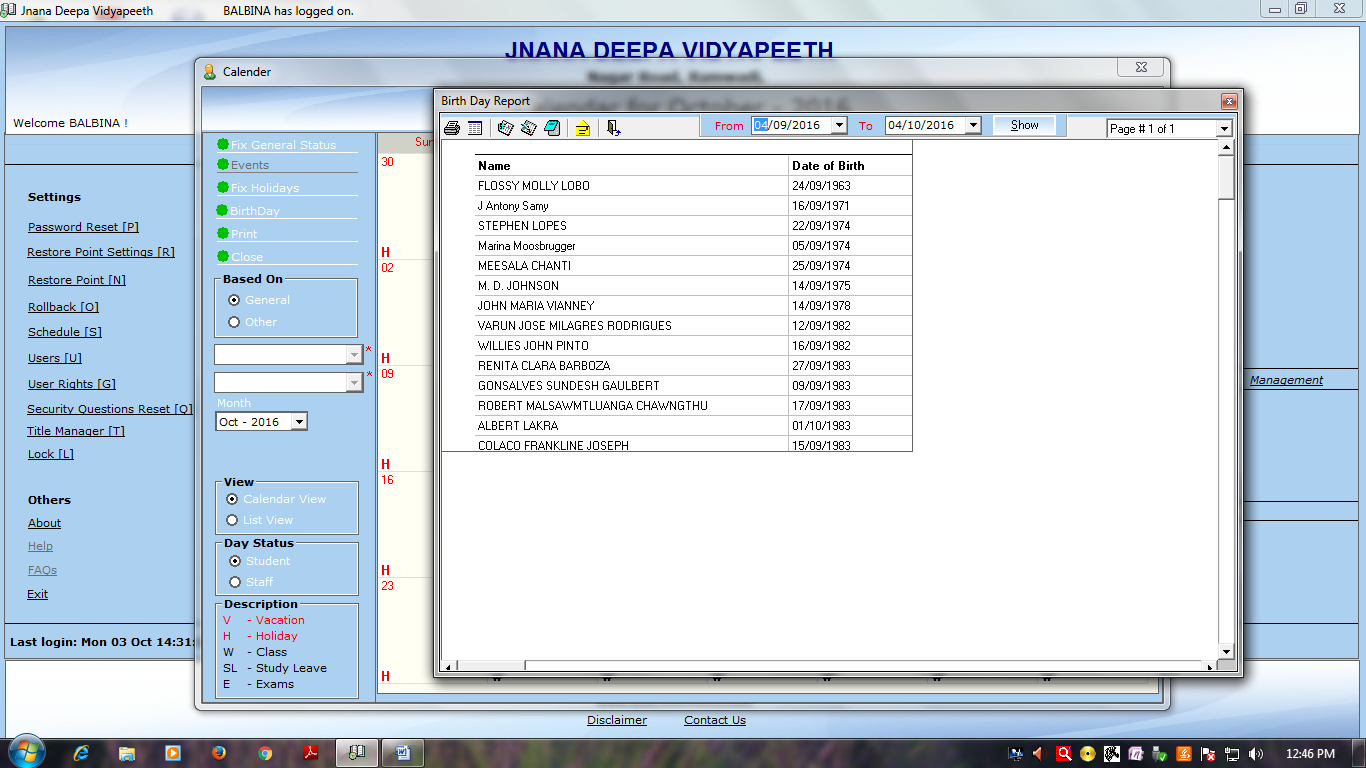 Jnana Deepa Vidyapeeth BALBINA has logged on.
JNANA DEEPA VIDYAPEETH
Nagar Road, Ramwadi,
Calender
Calendar for October - 2016
Welcome BALBINA !
Settings
Password Reset [P]
Restore Point Settings [R]
Restore Point [N]
Rollback [O]
Schedule [S]
Users [U]
User Rights [G]
Security Questions Reset [Q]
Title Manager [T]
Lock [L]
Others
About
Help
FAQs
Exit
Last login: Mon 03 Oct 14:31:
Fix General Status
Events
Fix Holidays
BirthDay
Print
Close
Based On
General
Other
*
*
Month
Oct - 2016
View
Calendar View
List View
Day Status
Student
Staff
Description
V - Vacation
H - Holiday
W - Class
SL - Study Leave
E - Exams
Sun
30
H
02
H
09
H
16
H
23
H
W W W W W W
Birth Day Report
From 04/09/2016 To 04/10/2016 Show Page # 1 of 1
Name Date of Birth
FLOSSY MOLLY LOBO 24/09/1963
J Antony Samy 16/09/1971
STEPHEN LOPES 22/09/1974
Marina Moosbrugger 05/09/1974
MEESALA CHANTI 25/09/1974
M. D. JOHNSON 14/09/1975
JOHN MARIA VIANNEY 14/09/1978
VARUN JOSE MILAGRES RODRIGUES 12/09/1982
WILLIES JOHN PINTO 16/09/1982
RENITA CLARA BARBOZA 27/09/1983
GONSALVES SUNDESH GAULBERT 09/09/1983
ROBERT MALSAWMTLUANGA CHAWNGTHU 17/09/1983
ALBERT LAKRA 01/10/1983
COLACO FRANKLINE JOSEPH 15/09/1983
Management
Disclaimer Contact Us
12:46 PM